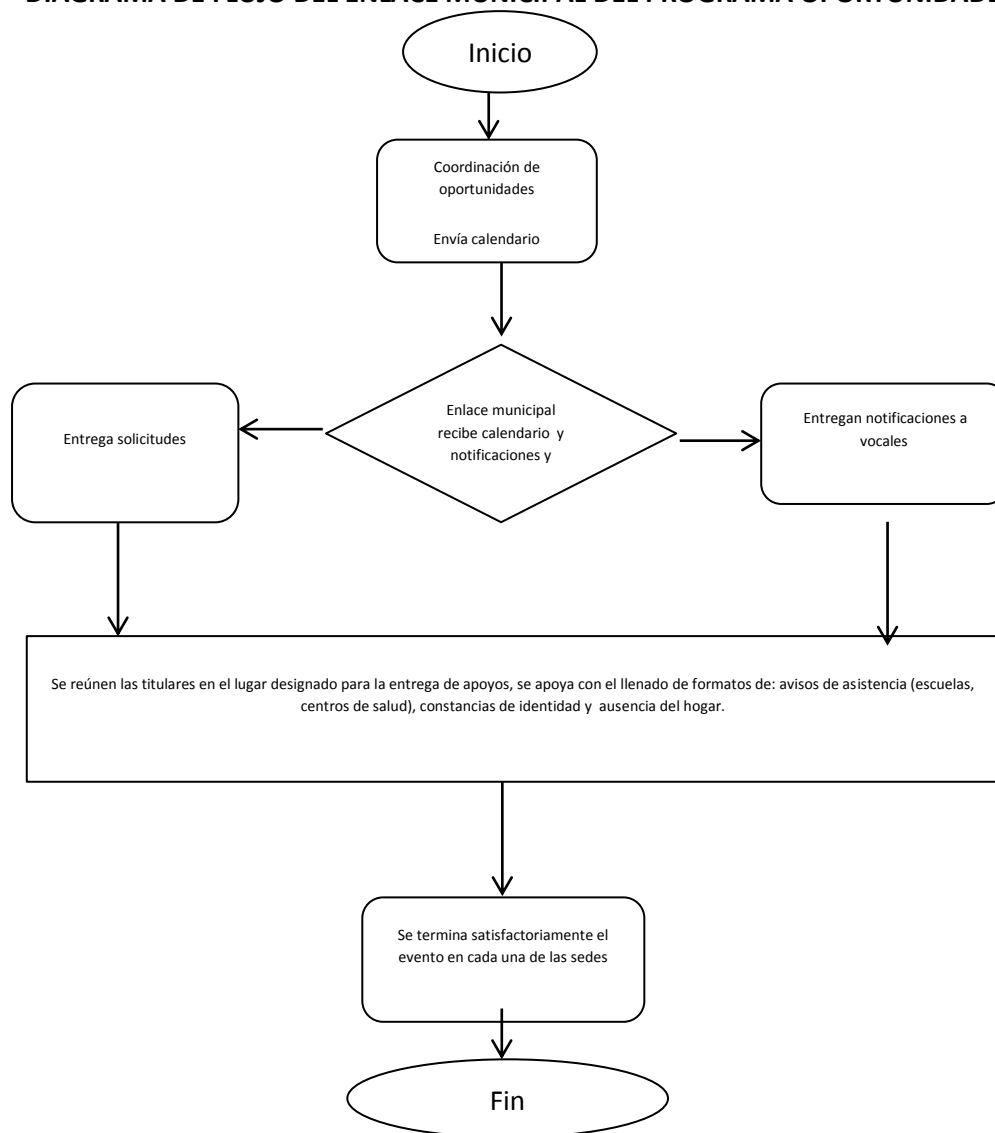 DIAGRAMA DE FLUJO DEL ENLACE MUNICIPAL DEL PROGRAMA OPORTUNIDADE
Inicio
Coordinación de
oportunidades
Envía calendario
Enlace municipal
recibe calendario y
notificaciones y
Entrega solicitudes
Entregan notificaciones a
vocales
Se reúnen las titulares en el lugar designado para la entrega de apoyos, se apoya con el llenado de formatos de: avisos de asistencia (escuelas,
centros de salud), constancias de identidad y ausencia del hogar.
Se termina satisfactoriamente el
evento en cada una de las sedes
Fin